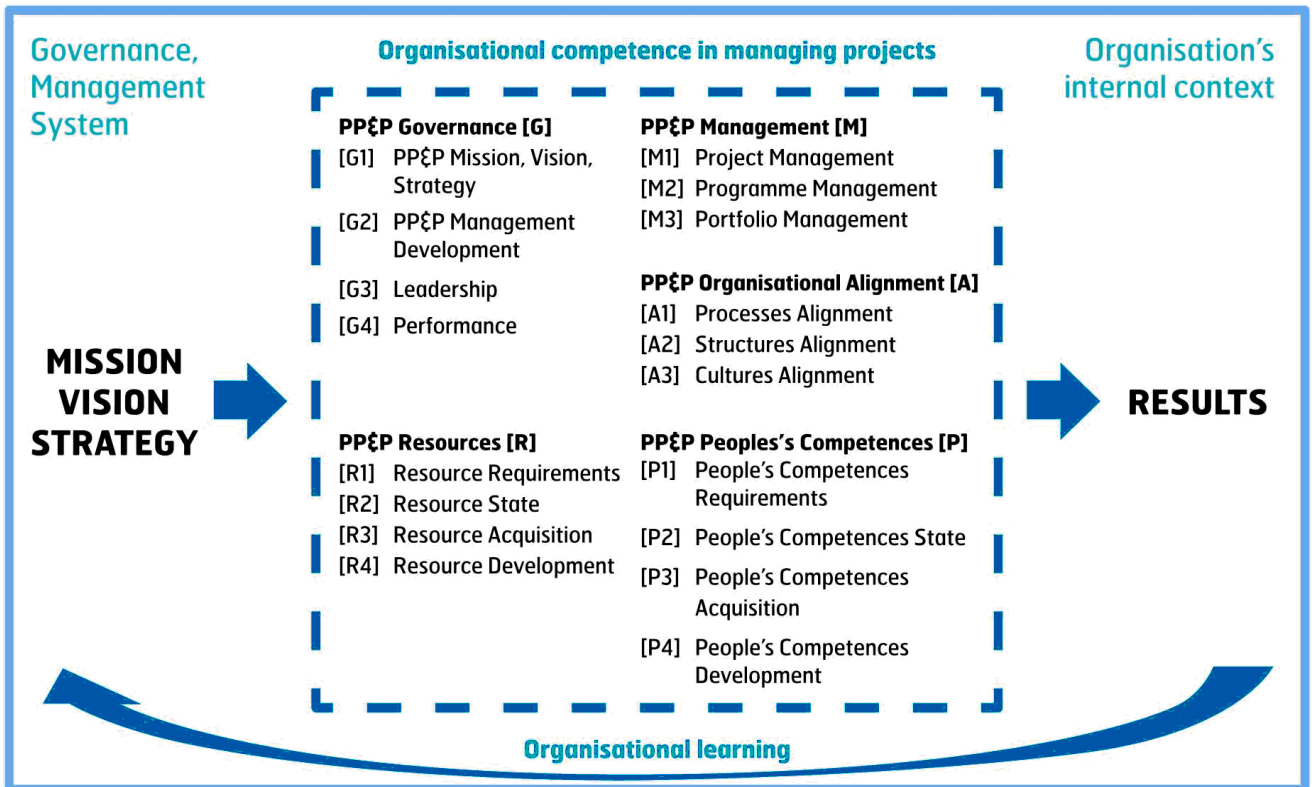 Governance,
Management
System
Organisational competence in managing projects
Organisation’s
internal context
PP&P Governance [G]
[G1] PP&P Mission, Vision,
Strategy
[G2] PP&P Management
Development
[G3] Leadership
[G4] Performance
PP&P Management [M]
[M1] Project Management
[M2] Programme Management
[M3] Portfolio Management
PP&P Organisational Alignment [A]
[A1] Processes Alignment
[A2] Structures Alignment
[A3] Cultures Alignment
MISSION
VISION
STRATEGY
RESULTS
PP&P Resources [R]
[R1] Resource Requirements
[R2] Resource State
[R3] Resource Acquisition
[R4] Resource Development
PP&P Peoples’s Competences [P]
[P1] People’s Competences
Requirements
[P2] People’s Competences State
[P3] People’s Competences
Acquisition
[P4] People’s Competences
Development
Organisational learning